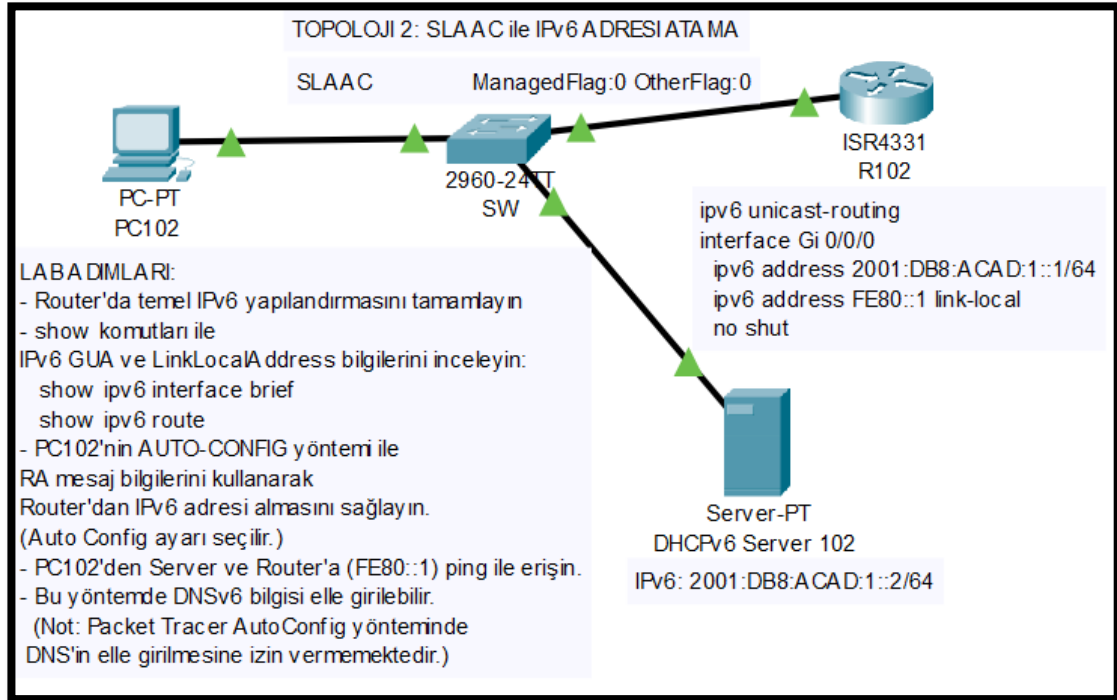 TOPOLOJI 2: SLAAC ile IPv6 ADRESI ATAMA
SLAAC ManagedFlag:0 OtherFlag:0
PC-PT
PC102
2960-24TT
SW
ISR4331
R102
ipv6 unicast-routing
interface Gi 0/0/0
ipv6 address 2001:DB8:ACAD:1::1/64
ipv6 address FE80::1 link-local
no shut
LAB ADIMLARI:
- Router'da temel IPv6 yapılandırmasını tamamlayın
- show komutları ile
IPv6 GUA ve LinkLocalAddress bilgilerini inceleyin:
show ipv6 interface brief
show ipv6 route
- PC102'nin AUTO-CONFIG yöntemi ile
RA mesaj bilgilerini kullanarak
Router'dan IPv6 adresi almasını sağlayın.
(Auto Config ayarı seçilir.)
- PC102'den Server ve Router'a (FE80::1) ping ile erişin.
- Bu yöntemde DNSv6 bilgisi elle girilebilir.
(Not: Packet Tracer AutoConfig yönteminde
DNS'in elle girilmesine izin vermemektedir.)
Server-PT
DHCPv6 Server 102
IPv6: 2001:DB8:ACAD:1::2/64